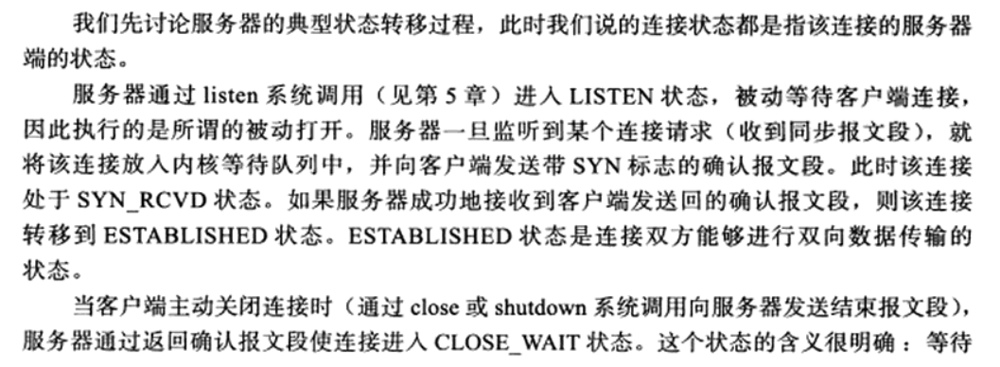 我们先讨论服务器的典型状态转移过程，此时我们说的连接状态都是指该连接的服务器
端的状态。
服务器通过 listen 系统调用（见第 5 章）进入 LISTEN 状态，被动等待客户端连接，
因此执行的是所谓的被动打开。服务器一旦监听到某个连接请求（收到同步报文段），就
将该连接放入内核等待队列中，并向客户端发送带 SYN 标志的确认报文段。此时该连接
处于 SYN_RCVD 状态。如果服务器成功地接收到客户端发送回的确认报文段，则该连接
转移到 ESTABLISHED 状态。ESTABLISHED 状态是连接双方能够进行双向数据传输的
状态。
当客户端主动关闭连接时（通过 close 或 shutdown 系统调用向服务器发送结束报文段），
服务器通过返回确认报文段使连接进入 CLOSE_WAIT 状态。这个状态的含义很明确：等待